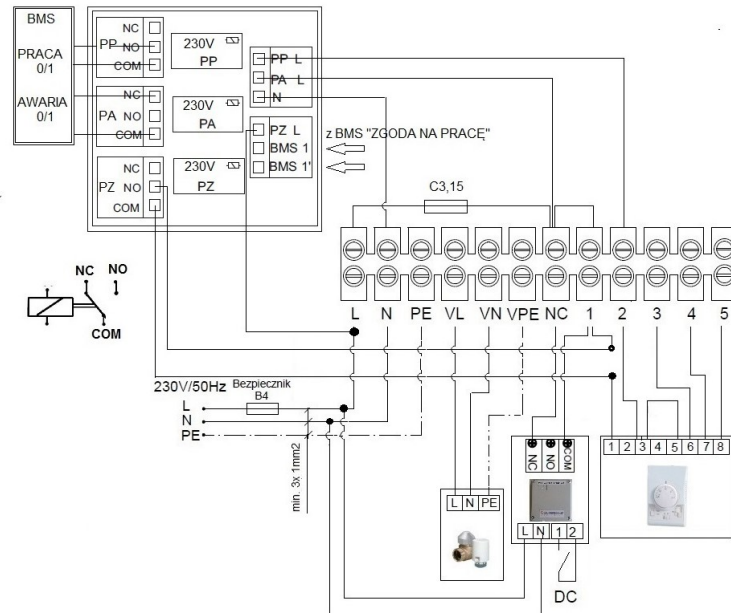 BMS
PRACA
0/1
AWARIA
0/1
NC
PP NO
COM
NC
PA NO
COM
NC
PZ NO
COM
230V
PP
230V
PA
230V
PZ
PP L
PA L
N
PZ L
BMS 1
BMS 1'
z BMS "ZGODA NA PRACĘ"
C3,15
NC NO
COM
L N PE VL VN VPE NC 1 2 3 4 5
230V/50Hz
Bezpiecznik
B4
L
N
PE
min. 3x 1mm2
L N PE
NC NO COM
L N 1 2
DC
1 2 3 4 5 6 7 8